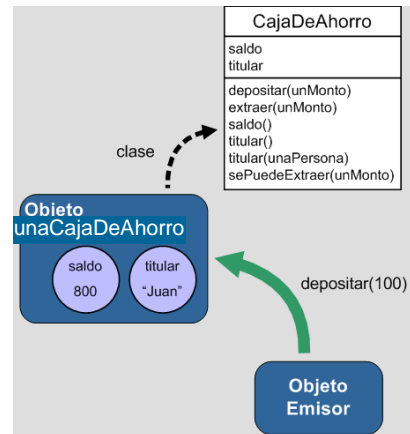 CajaDeAhorro
saldo
titular
depositar(unMonto)
extraer(unMonto)
saldo()
titular()
titular(unaPersona)
sePuedeExtraer(unMonto)
clase
Objeto
unaCajaDeAhorro
saldo
800
titular
“Juan”
depositar(100)
Objeto
Emisor